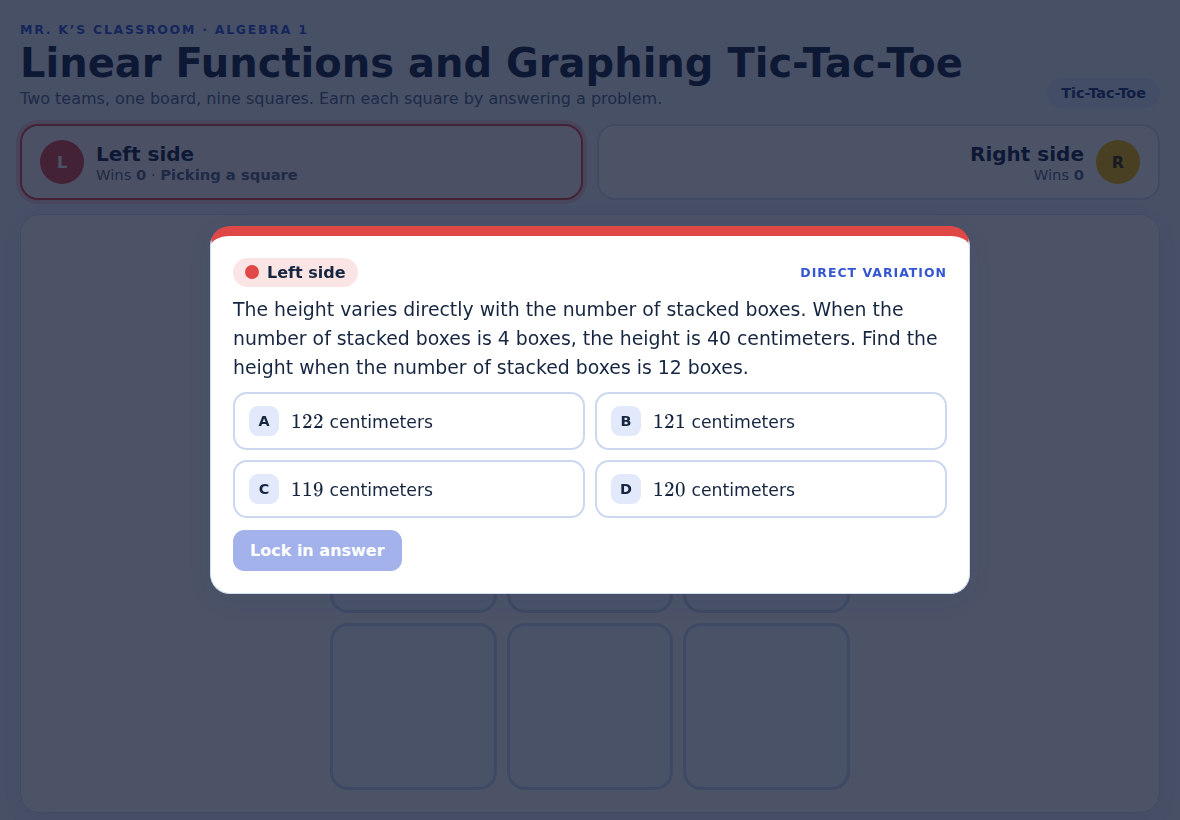 MR. K'S CLASSROOM · ALGEBRA 1
Linear Functions and Graphing Tic-Tac-Toe
Two teams, one board, nine squares. Earn each square by answering a problem.
Tic-Tac-Toe
L
Left side
Wins 0 · Picking a square
Right side
Wins 0
R
Left side
DIRECT VARIATION
The height varies directly with the number of stacked boxes. When the
number of stacked boxes is 4 boxes, the height is 40 centimeters. Find the
height when the number of stacked boxes is 12 boxes.
A 122 centimeters
B 121 centimeters
C 119 centimeters
D 120 centimeters
Lock in answer